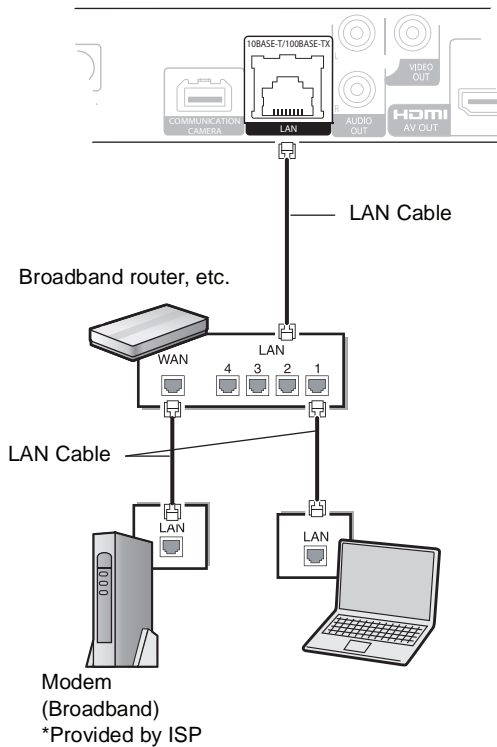 10BASE-T/100BASE-TX
L
R
VIDEO
OUT
COMMUNICATION
CAMERA
LAN
AUDIO
OUT
HDMI
AV OUT
LAN Cable
Broadband router, etc.
WAN
LAN
4 3 2 1
LAN Cable
LAN
LAN
Modem
(Broadband)
*Provided by ISP